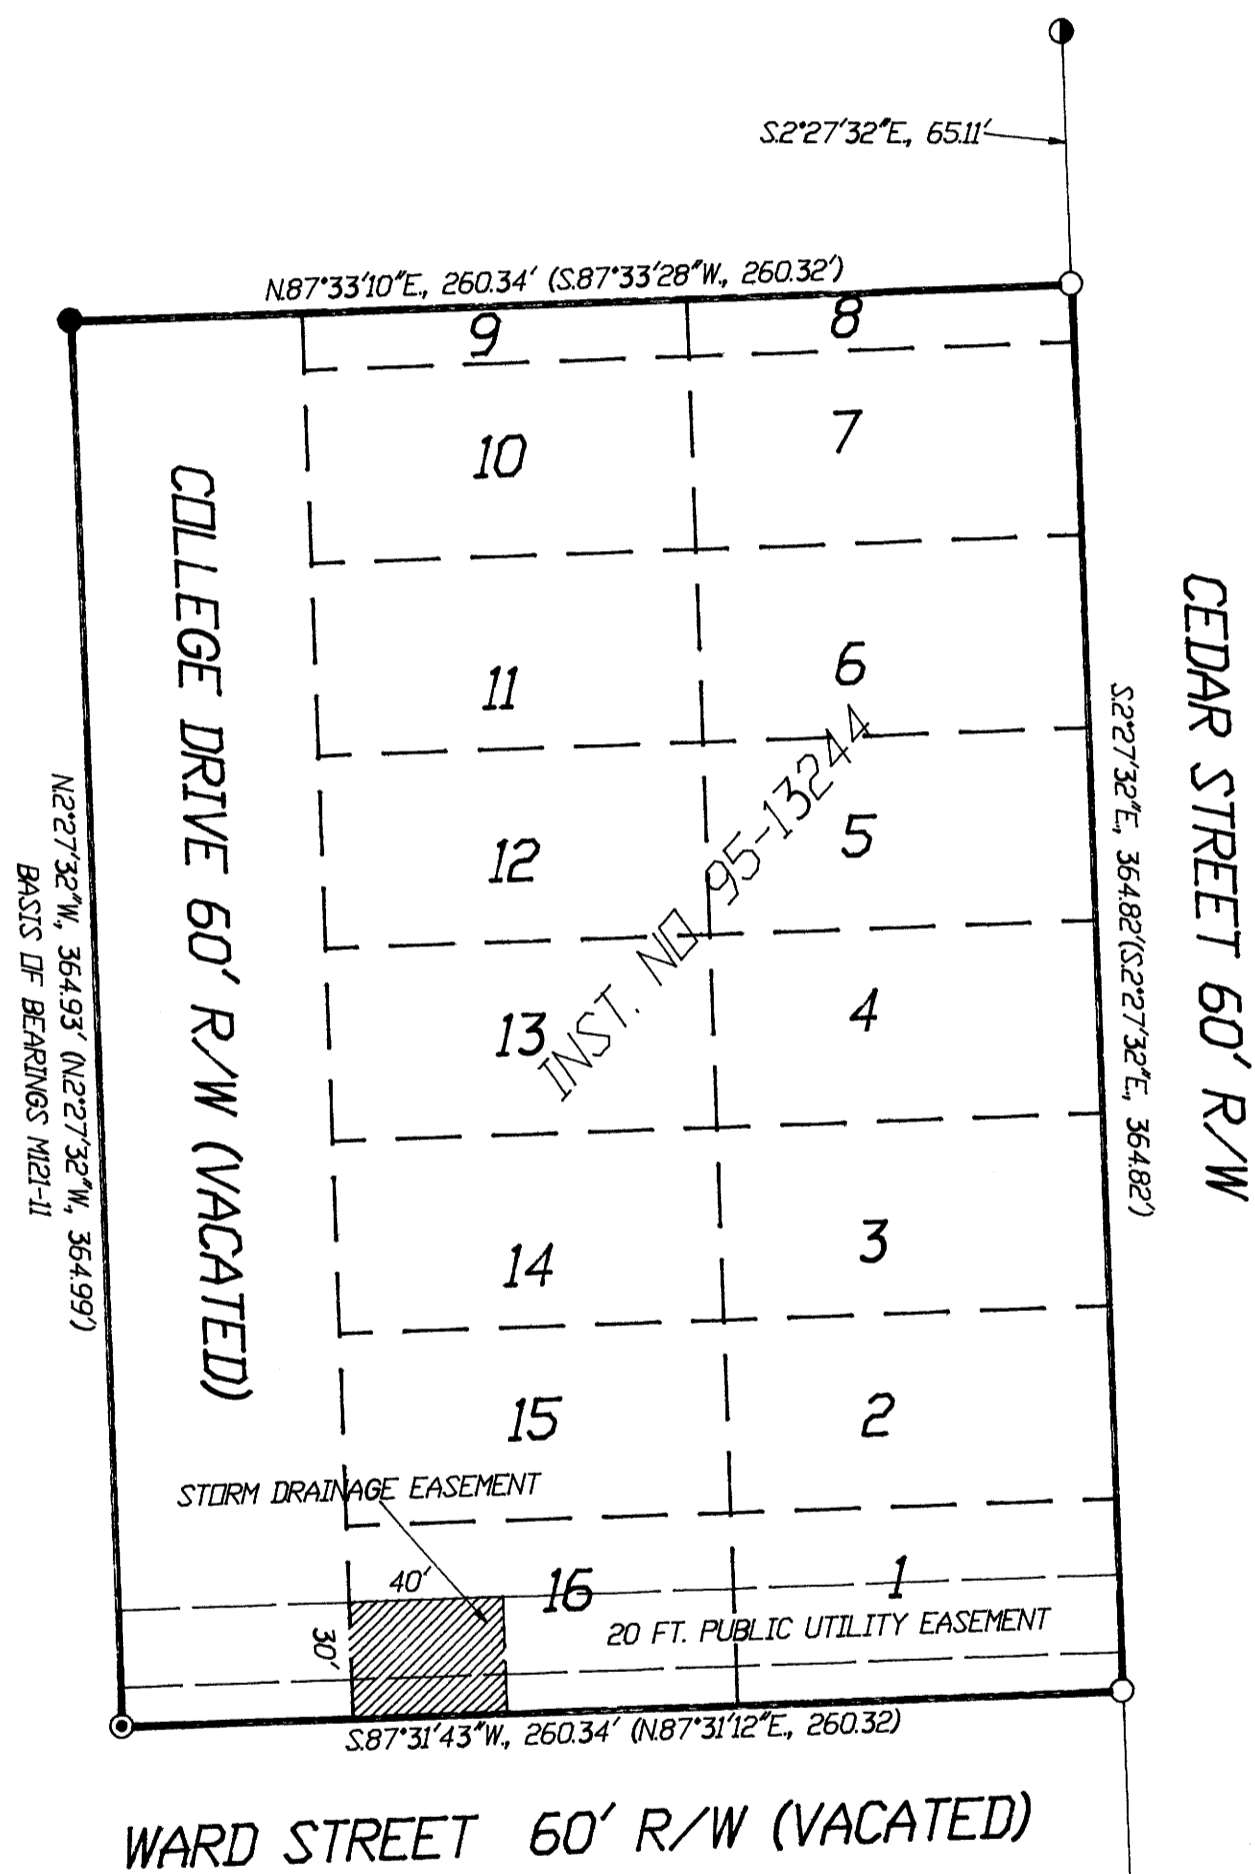 S.2°27'32"E., 65.11'
N.87°33'10"E., 260.34' (S.87°33'28"W., 260.32')
9
8
10
7
COLLEGE DRIVE 60' R/W (VACATED)
CEDAR STREET 60' R/W
11
6
S.2°27'32"E., 364.82'(S.2°27'32"E., 364.82')
N.2°27'32"W., 364.93' (N.2°27'32"W., 364.99')
BASIS OF BEARINGS M121-11
12
5
INST. NO 95-13244
13
4
14
3
15
2
STORM DRAINAGE EASEMENT
40'
16
1
30'
20 FT. PUBLIC UTILITY EASEMENT
S.87°31'43"W., 260.34' (N.87°31'12"E., 260.32)
WARD STREET 60' R/W (VACATED)